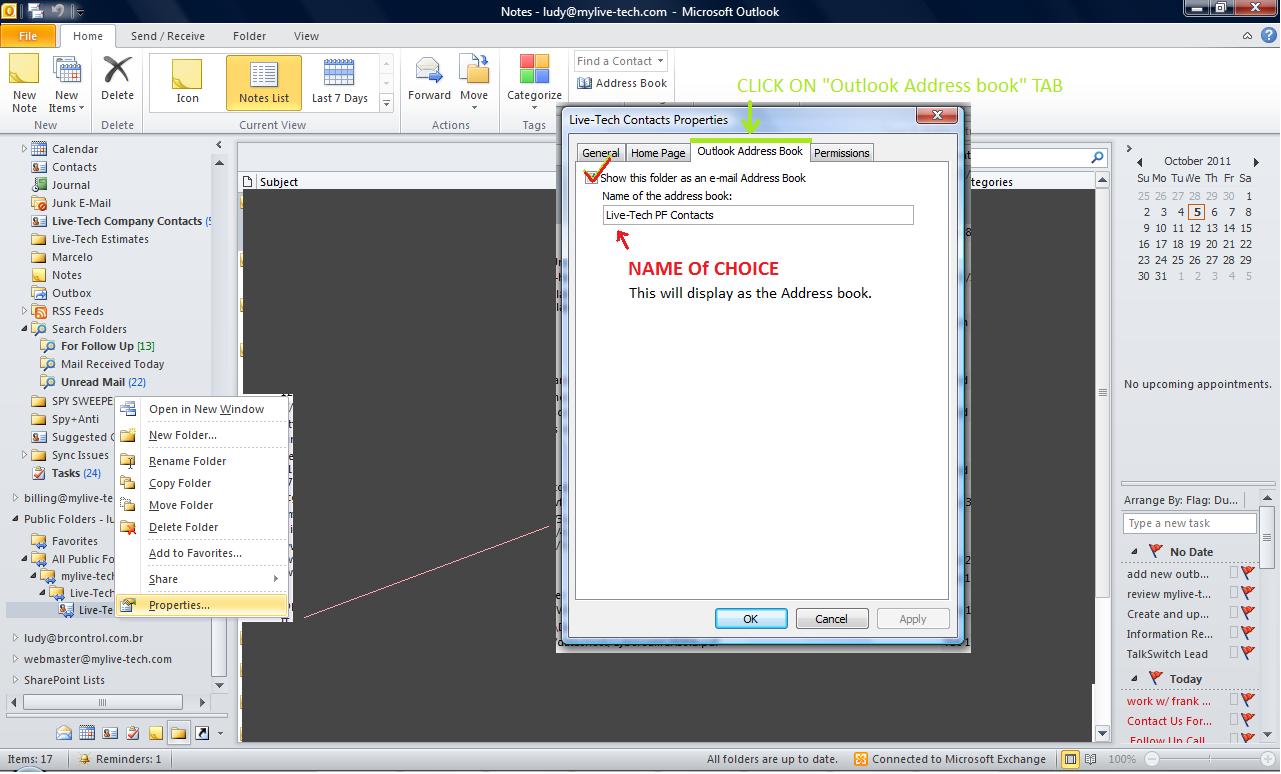 Notes - ludy@mylive-tech.com - Microsoft Outlook
File Home Send / Receive Folder View
New Note
New Items
Delete
Icon
Notes List
Last 7 Days
Forward
Move
Categorize
Find a Contact
Address Book
New Delete Current View Actions Tags
CLICK ON "Outlook Address book" TAB
Calendar
Contacts
Journal
Junk E-Mail
Live-Tech Company Contacts
Live-Tech Estimates
Marcelo
Notes
Outbox
RSS Feeds
Search Folders
For Follow Up [13]
Mail Received Today
Unread Mail (22)
SPY SWEEPE
Spy+Anti
Suggested C
Sync Issues
Tasks (24)
billing@mylive-te
Public Folders - lu
Favorites
All Public Fo
mylive-tech
Live-Tech
Live-Te
ludy@brcontrol.com.br
webmaster@mylive-tech.com
SharePoint Lists
Open in New Window
New Folder...
Rename Folder
Copy Folder
Move Folder
Delete Folder
Add to Favorites...
Share
Properties...
Subject
tegories
Live-Tech Contacts Properties
General Home Page Outlook Address Book Permissions
Show this folder as an e-mail Address Book
Name of the address book:
Live-Tech PF Contacts
NAME Of CHOICE
This will display as the Address book.
OK Cancel Apply
October 2011
Su Mo Tu We Th Fr Sa
25 26 27 28 29 30 1
2 3 4 5 6 7 8
9 10 11 12 13 14 15
16 17 18 19 20 21 22
23 24 25 26 27 28 29
30 31 1 2 3 4 5
No upcoming appointments.
Arrange By: Flag: Du...
Type a new task
No Date
add new outb...
review mylive-t...
Create and up...
Information Re...
TalkSwitch Lead
Today
work w/ frank ...
Contact Us For...
Follow Up Call
Items: 17 Reminders: 1 All folders are up to date. Connected to Microsoft Exchange 100%